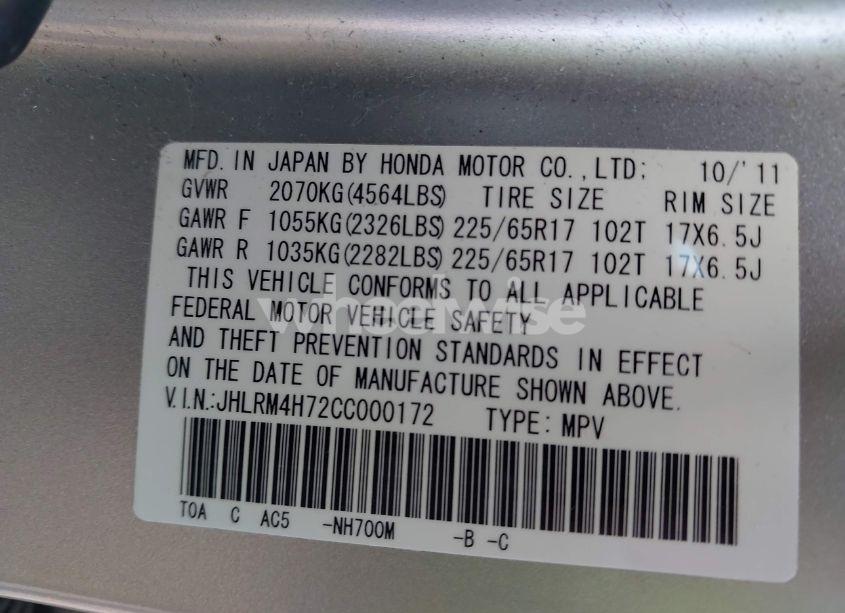 MFD. IN JAPAN BY HONDA MOTOR CO., LTD: 10/'11
GVWR 2070KG(4564LBS) TIRE SIZE RIM SIZE
GAWR F 1055KG(2326LBS) 225/65R17 102T 17X6.5J
GAWR R 1035KG(2282LBS) 225/65R17 102T 17X6.5J
THIS VEHICLE CONFORMS TO ALL APPLICABLE
FEDERAL MOTOR VEHICLE SAFETY
wheelwise
AND THEFT PREVENTION STANDARDS IN EFFECT
ON THE DATE OF MANUFACTURE SHOWN ABOVE.
V.I.N.:JHLRM4H72CC000172 TYPE: MPV
TOA C AC5 -NH700M -B -C